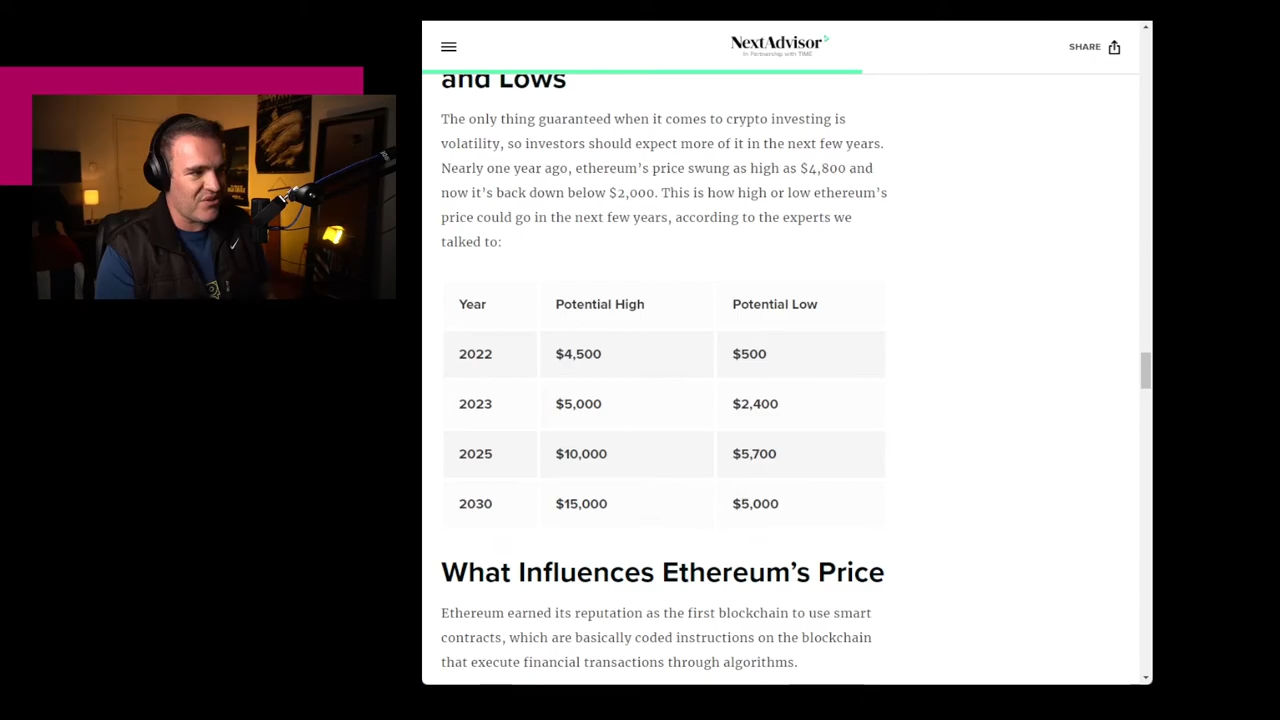 NextAdvisor
In Partnership with TIME
SHARE
and Lows
The only thing guaranteed when it comes to crypto investing is
volatility, so investors should expect more of it in the next few years.
Nearly one year ago, ethereum’s price swung as high as $4,800 and
now it’s back down below $2,000. This is how high or low ethereum’s
price could go in the next few years, according to the experts we
talked to:
Year Potential High Potential Low
2022 $4,500 $500
2023 $5,000 $2,400
2025 $10,000 $5,700
2030 $15,000 $5,000
What Influences Ethereum’s Price
Ethereum earned its reputation as the first blockchain to use smart
contracts, which are basically coded instructions on the blockchain
that execute financial transactions through algorithms.